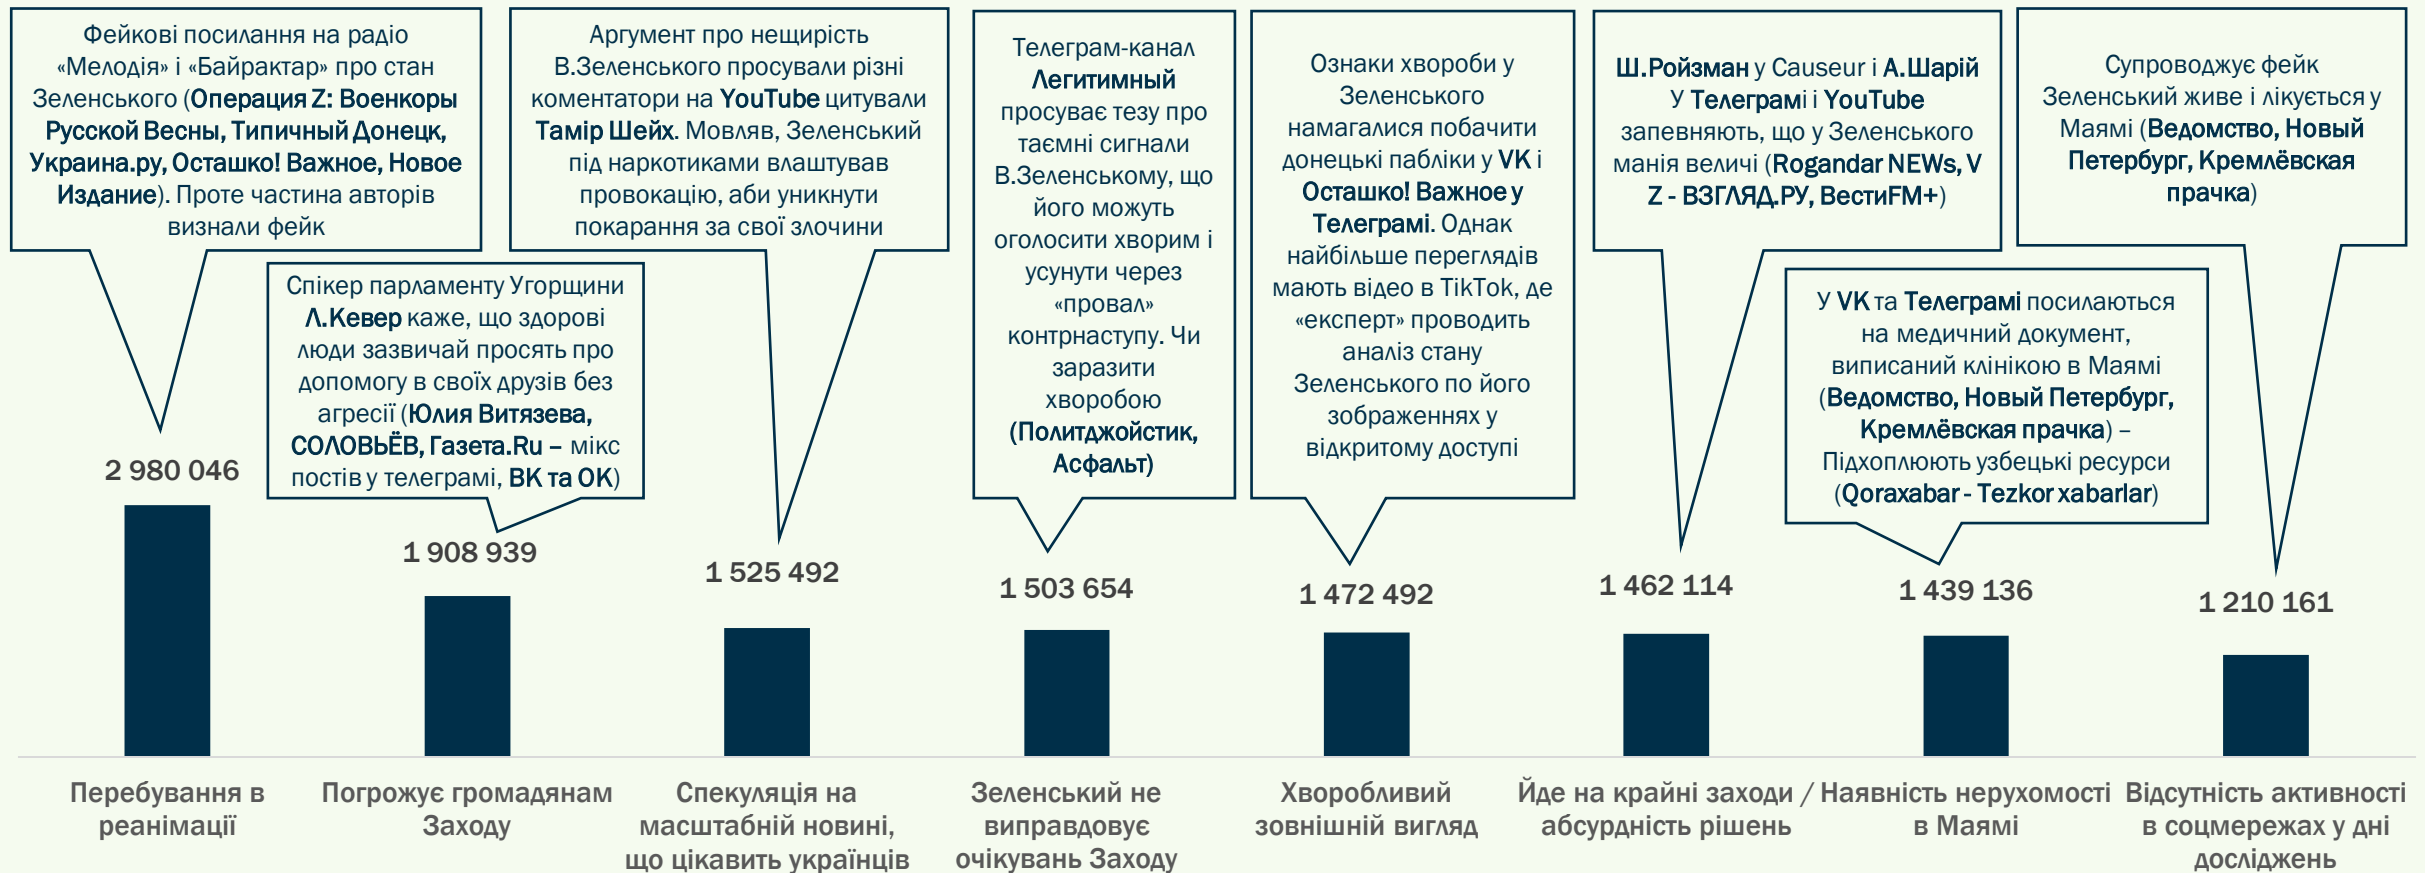 Фейкові посилання на радіо
«Мелодія» і «Байрактар» про стан
Зеленського (Операция Z: Военкоры
Русской Весны, Типичный Донецк,
Украина.ру, Осташко! Важное, Новое
Издание). Проте частина авторів
визнали фейк
Спікер парламенту Угорщини
Л.Кевер каже, що здорові
люди зазвичай просять про
допомогу в своїх друзів без
агресії (Юлия Витязева,
СОЛОВЬЁВ, Газета.Ru – мікс
постів у телеграмі, ВК та ОК)
Аргумент про нещирість
В.Зеленського просували різні
коментатори на YouTube цитували
Тамір Шейх. Мовляв, Зеленський
під наркотиками влаштував
провокацію, аби уникнути
покарання за свої злочини
Телеграм-канал
Легитимный
просуває тезу про
таємні сигнали
В.Зеленському, що
його можуть
оголосити хворим і
усунути через
«провал»
контрнаступу. Чи
заразити
хворобою
(Политджойстик,
Асфальт)
Ознаки хвороби у
Зеленського
намагалися побачити
донецькі пабліки у VK і
Осташко! Важное у
Телеграмі. Однак
найбільше переглядів
мають відео в TikTok, де
«експерт» проводить
аналіз стану
Зеленського по його
зображеннях у
відкритому доступі
Ш.Ройзман у Causeur і А.Шарій
У Телеграмі і YouTube
запевняють, що у Зеленського
манія величі (Rogandar NEWs, V
Z - ВЗГЛЯД.РУ, ВестиFM+)
У VK та Телеграмі посилаються
на медичний документ,
виписаний клінікою в Маямі
(Ведомство, Новый Петербург,
Кремлёвская прачка) –
Підхоплюють узбецькі ресурси
(Qoraxabar - Tezkor xabarlar)
Супроводжує фейк
Зеленський живе і лікується у
Маямі (Ведомство, Новый
Петербург, Кремлёвская
прачка)
2 980 046
1 908 939
1 525 492
1 503 654
1 472 492
1 462 114
1 439 136
1 210 161
Перебування в
реанімації
Погрожує громадянам
Заходу
Спекуляція на
масштабній новині,
що цікавить українців
Зеленський не
виправдовує
очікувань Заходу
Хворобливий
зовнішній вигляд
Йде на крайні заходи /
абсурдність рішень
Наявність нерухомості
в Маямі
Відсутність активності
в соцмережах у дні
досліджень